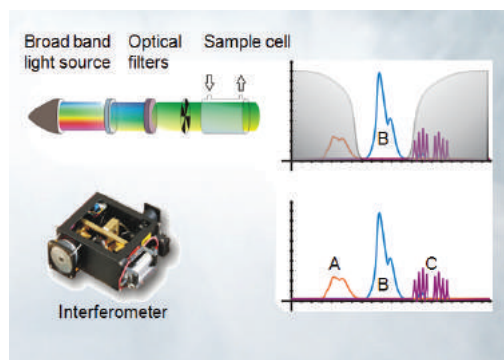 Broad band
light source
Optical
filters
Sample cell
B
A
B
C
Interferometer